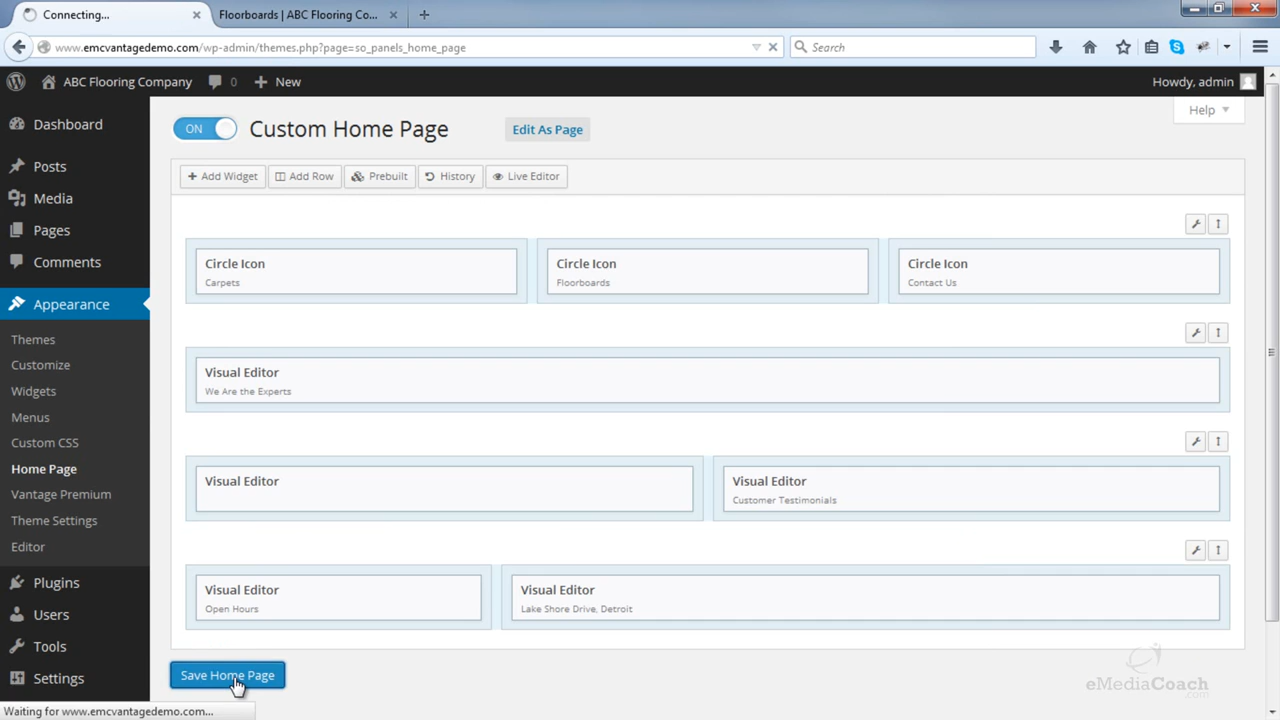 Connecting...
Floorboards | ABC Flooring Co...
www.emcvantagedemo.com/wp-admin/themes.php?page=so_panels_home_page
Search
ABC Flooring Company
0
New
Howdy, admin
Help
Dashboard
Posts
Media
Pages
Comments
Appearance
Themes
Customize
Widgets
Menus
Custom CSS
Home Page
Vantage Premium
Theme Settings
Editor
Plugins
Users
Tools
Settings
ON
Custom Home Page
Edit As Page
Add Widget
Add Row
Prebuilt
History
Live Editor
Circle Icon
Carpets
Circle Icon
Floorboards
Circle Icon
Contact Us
Visual Editor
We Are the Experts
Visual Editor
Visual Editor
Customer Testimonials
Visual Editor
Open Hours
Visual Editor
Lake Shore Drive, Detroit
Save Home Page
eMediaCoach
.com
Waiting for www.emcvantagedemo.com...